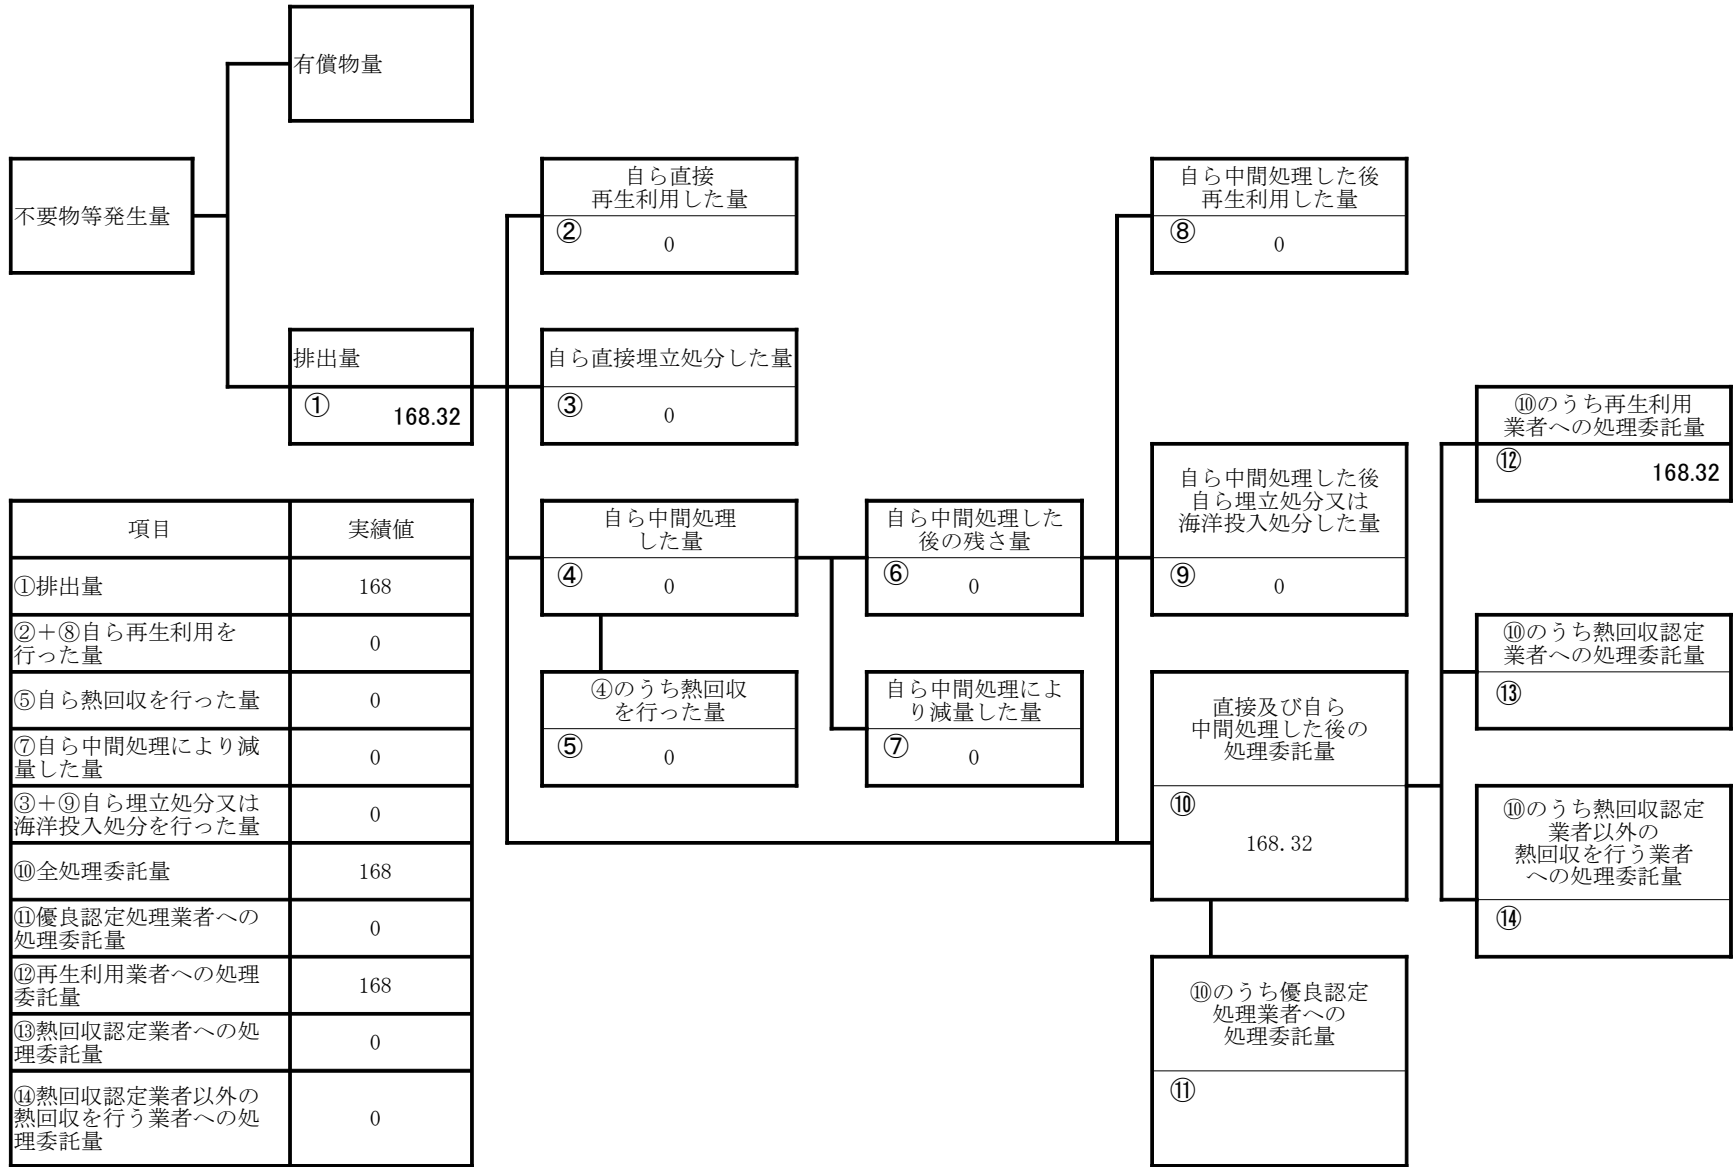 有償物量
不要物等発生量
自ら直接
再生利用した量
②
0
自ら中間処理した後
再生利用した量
⑧
0
排出量
①
168.32
自ら直接埋立処分した量
③
0
⑩のうち再生利用
業者への処理委託量
⑫
168.32
自ら中間処理
した量
④
0
自ら中間処理した
後の残さ量
⑥
0
自ら中間処理した後
自ら埋立処分又は
海洋投入処分した量
⑨
0
⑩のうち熱回収認定
業者への処理委託量
⑬
④のうち熱回収
を行った量
⑤
0
自ら中間処理によ
り減量した量
⑦
0
直接及び自ら
中間処理した後の
処理委託量
⑩
168.32
⑩のうち熱回収認定
業者以外の
熱回収を行う業者
への処理委託量
⑭
⑩のうち優良認定
処理業者への
処理委託量
⑪
項目 実績値
①排出量 168
②+⑧自ら再生利用を
行った量 0
⑤自ら熱回収を行った量 0
⑦自ら中間処理により減
量した量 0
③+⑨自ら埋立処分又は
海洋投入処分を行った量 0
⑩全処理委託量 168
⑪優良認定処理業者への
処理委託量 0
⑫再生利用業者への処理
委託量 168
⑬熱回収認定業者への処
理委託量 0
⑭熱回収認定業者以外の
熱回収を行う業者への処
理委託量 0